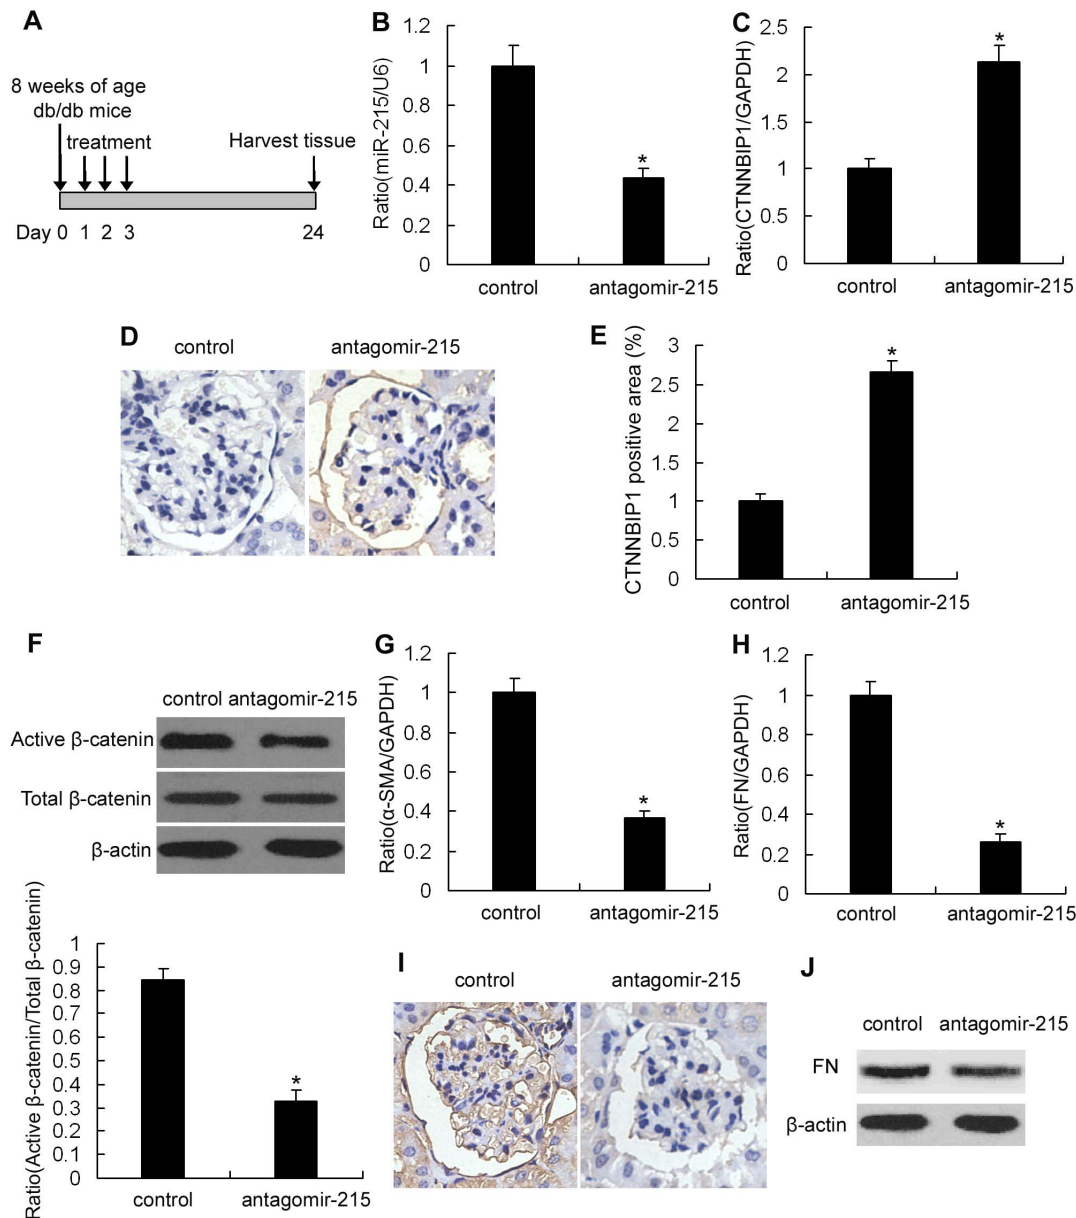 A
8 weeks of age
db/db mice
treatment
Harvest tissue
Day 0 1 2 3 24
B
Ratio(miR-215/U6)
1.2
1
0.8
0.6
0.4
0.2
0
*
control antagomir-215
C
Ratio(CTNNBIP1/GAPDH)
2.5
2
1.5
1
0.5
0
*
control antagomir-215
D
control antagomir-215
E
CTNNBIP1 positive area (%)
3
2.5
2
1.5
1
0.5
0
*
control antagomir-215
F
control antagomir-215
Active β-catenin
Total β-catenin
β-actin
Ratio(Active β-catenin/Total β-catenin)
1
0.9
0.8
0.7
0.6
0.5
0.4
0.3
0.2
0.1
0
*
control antagomir-215
G
Ratio(α-SMA/GAPDH)
1.2
1
0.8
0.6
0.4
0.2
0
*
control antagomir-215
H
Ratio(FN/GAPDH)
1.2
1
0.8
0.6
0.4
0.2
0
*
control antagomir-215
I
control antagomir-215
J
control antagomir-215
FN
β-actin